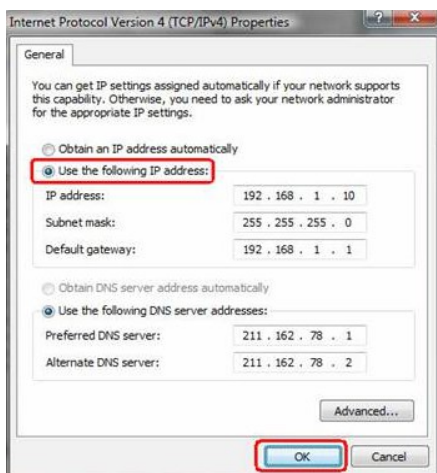 Internet Protocol Version 4 (TCP/IPv4) Properties
General
You can get IP settings assigned automatically if your network supports
this capability. Otherwise, you need to ask your network administrator
for the appropriate IP settings.
Obtain an IP address automatically
Use the following IP address:
IP address: 192 . 168 . 1 . 10
Subnet mask: 255 . 255 . 255 . 0
Default gateway: 192 . 168 . 1 . 1
Obtain DNS server address automatically
Use the following DNS server addresses:
Preferred DNS server: 211 . 162 . 78 . 1
Alternate DNS server: 211 . 162 . 78 . 2
Advanced...
OK Cancel